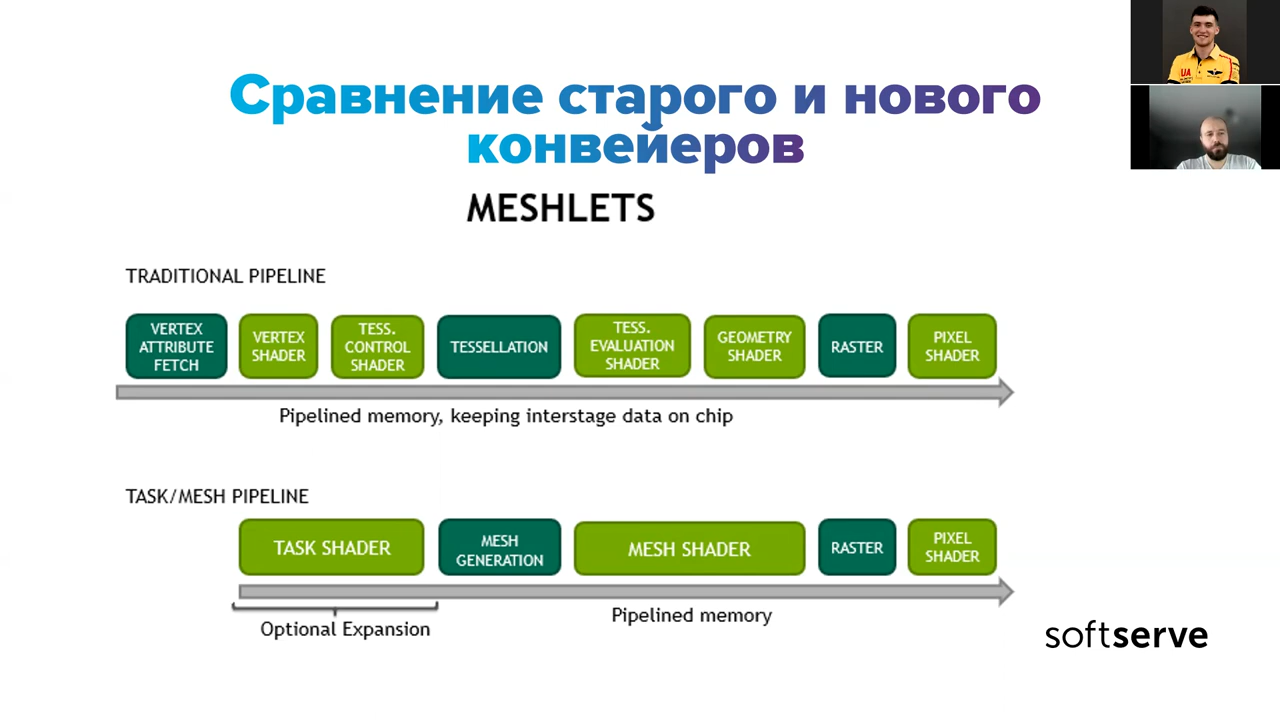 Сравнение старого и нового
конвейеров
MESHLETS
TRADITIONAL PIPELINE
VERTEX
ATTRIBUTE
FETCH
VERTEX
SHADER
TESS.
CONTROL
SHADER
TESSELLATION
TESS.
EVALUATION
SHADER
GEOMETRY
SHADER
RASTER
PIXEL
SHADER
Pipelined memory, keeping interstage data on chip
TASK/MESH PIPELINE
TASK SHADER
MESH
GENERATION
MESH SHADER
RASTER
PIXEL
SHADER
Optional Expansion
Pipelined memory
softserve
UA